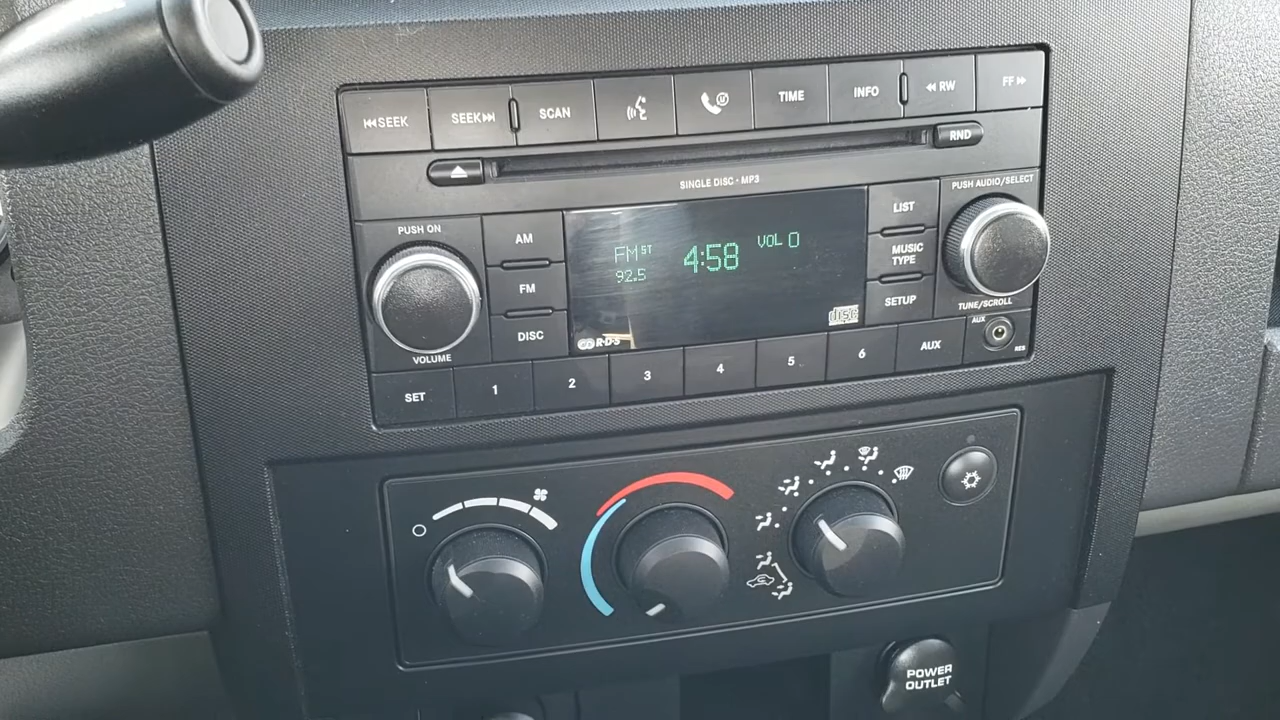 SEEK
SEEK
SCAN
TIME
INFO
RW
FF
RND
SINGLE DISC • MP3
PUSH AUDIO/SELECT
PUSH ON
AM
FM
DISC
FM ST
92.5
4:58
VOL 0
LIST
MUSIC
TYPE
SETUP
disc
R•D•S
VOLUME
TUNE/SCROLL
SET
1
2
3
4
5
6
AUX
AUX
POWER
OUTLET